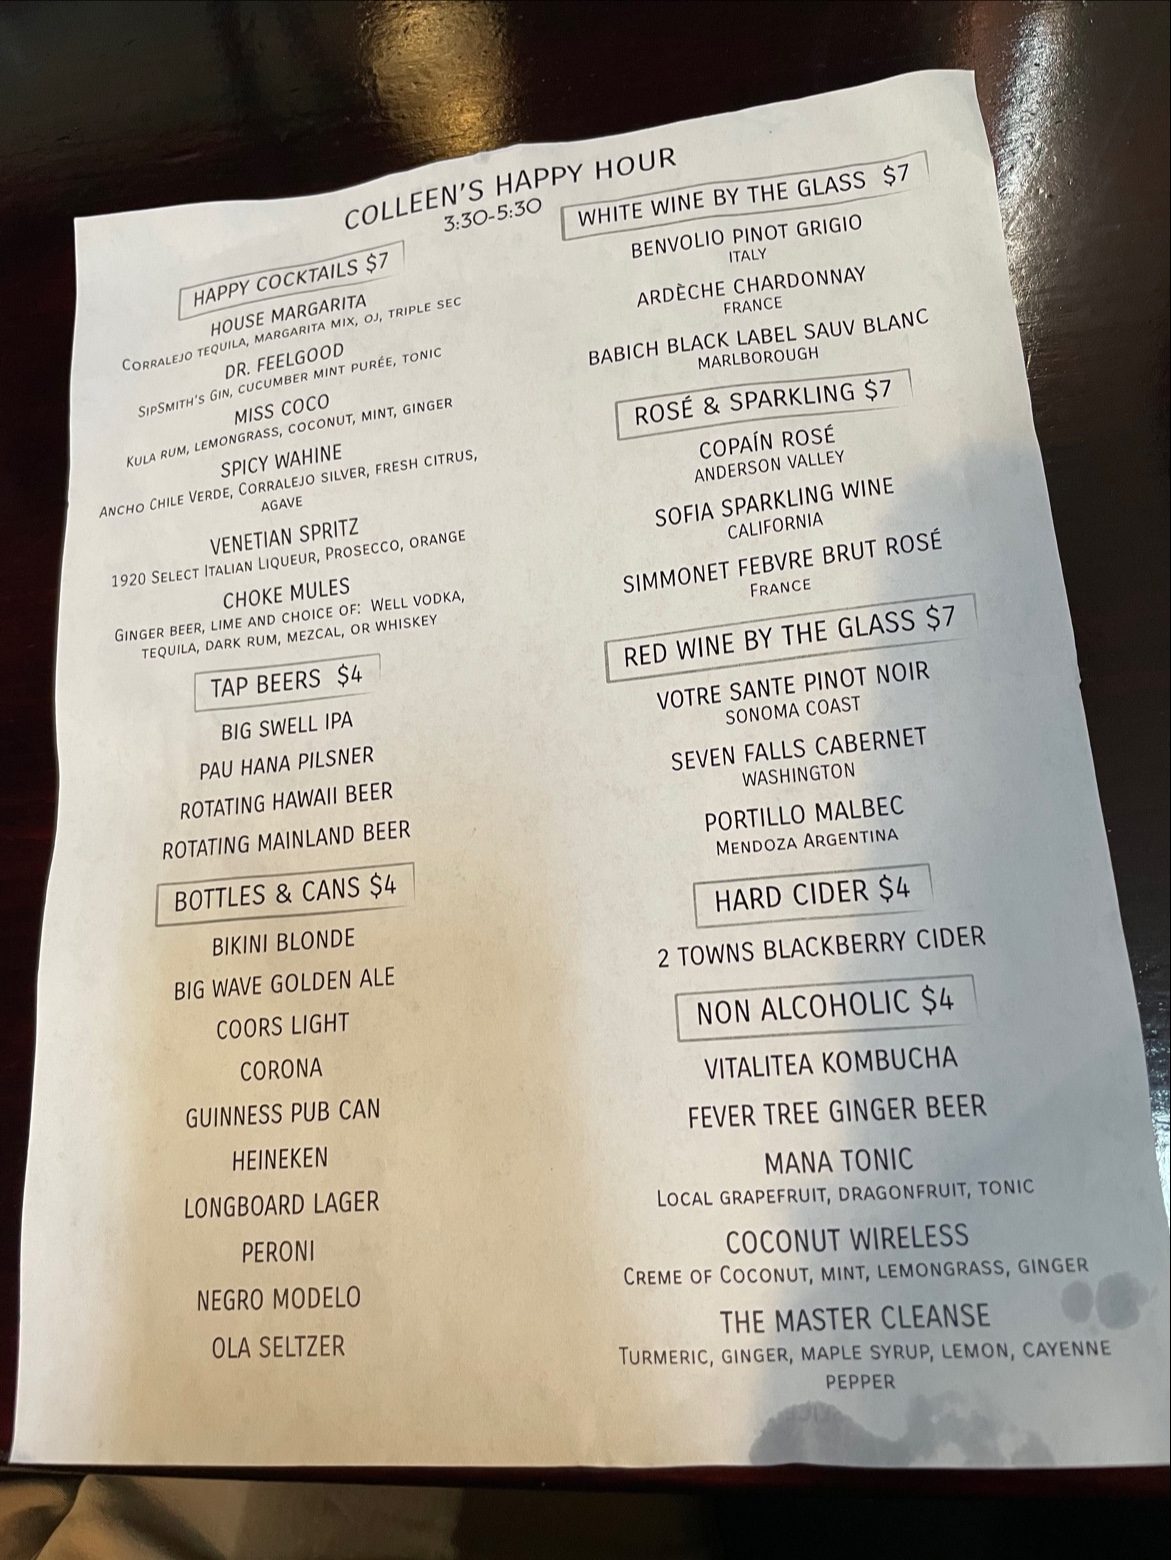 COLLEEN'S HAPPY HOUR
3:30-5:30
HAPPY COCKTAILS $7
HOUSE MARGARITA
CORRALEJO TEQUILA, MARGARITA MIX, OJ, TRIPLE SEC
DR. FEELGOOD
SIPSMITH'S GIN, CUCUMBER MINT PURÉE, TONIC
MISS COCO
KULA RUM, LEMONGRASS, COCONUT, MINT, GINGER
SPICY WAHINE
ANCHO CHILE VERDE, CORRALEJO SILVER, FRESH CITRUS,
AGAVE
VENETIAN SPRITZ
1920 SELECT ITALIAN LIQUEUR, PROSECCO, ORANGE
CHOKE MULES
GINGER BEER, LIME AND CHOICE OF: WELL VODKA,
TEQUILA, DARK RUM, MEZCAL, OR WHISKEY
TAP BEERS $4
BIG SWELL IPA
PAU HANA PILSNER
ROTATING HAWAII BEER
ROTATING MAINLAND BEER
BOTTLES & CANS $4
BIKINI BLONDE
BIG WAVE GOLDEN ALE
COORS LIGHT
CORONA
GUINNESS PUB CAN
HEINEKEN
LONGBOARD LAGER
PERONI
NEGRO MODELO
OLA SELTZER
WHITE WINE BY THE GLASS $7
BENVOLIO PINOT GRIGIO
ITALY
ARDÈCHE CHARDONNAY
FRANCE
BABICH BLACK LABEL SAUV BLANC
MARLBOROUGH
ROSÉ & SPARKLING $7
COPAÍN ROSÉ
ANDERSON VALLEY
SOFIA SPARKLING WINE
CALIFORNIA
SIMMONET FEBVRE BRUT ROSÉ
FRANCE
RED WINE BY THE GLASS $7
VOTRE SANTE PINOT NOIR
SONOMA COAST
SEVEN FALLS CABERNET
WASHINGTON
PORTILLO MALBEC
MENDOZA ARGENTINA
HARD CIDER $4
2 TOWNS BLACKBERRY CIDER
NON ALCOHOLIC $4
VITALITEA KOMBUCHA
FEVER TREE GINGER BEER
MANA TONIC
LOCAL GRAPEFRUIT, DRAGONFRUIT, TONIC
COCONUT WIRELESS
CREME OF COCONUT, MINT, LEMONGRASS, GINGER
THE MASTER CLEANSE
TURMERIC, GINGER, MAPLE SYRUP, LEMON, CAYENNE
PEPPER